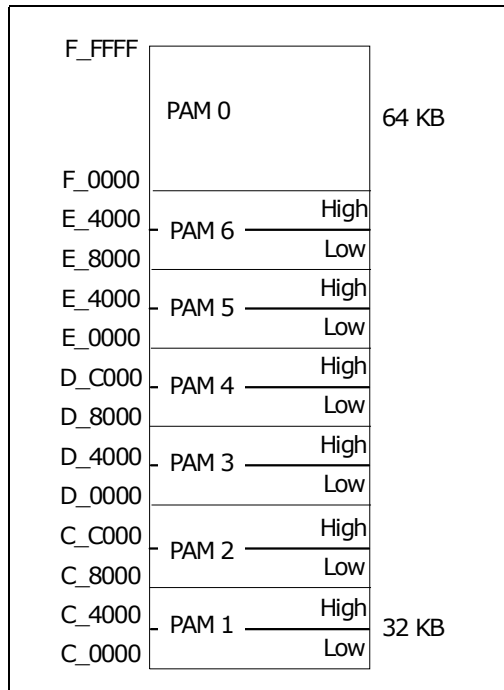 F_FFFF
PAM 0
64 KB
F_0000
E_4000
High
PAM 6
Low
E_8000
E_4000
High
PAM 5
Low
E_0000
D_C000
High
PAM 4
Low
D_8000
D_4000
High
PAM 3
Low
D_0000
C_C000
High
PAM 2
Low
C_8000
C_4000
High
PAM 1
32 KB
Low
C_0000